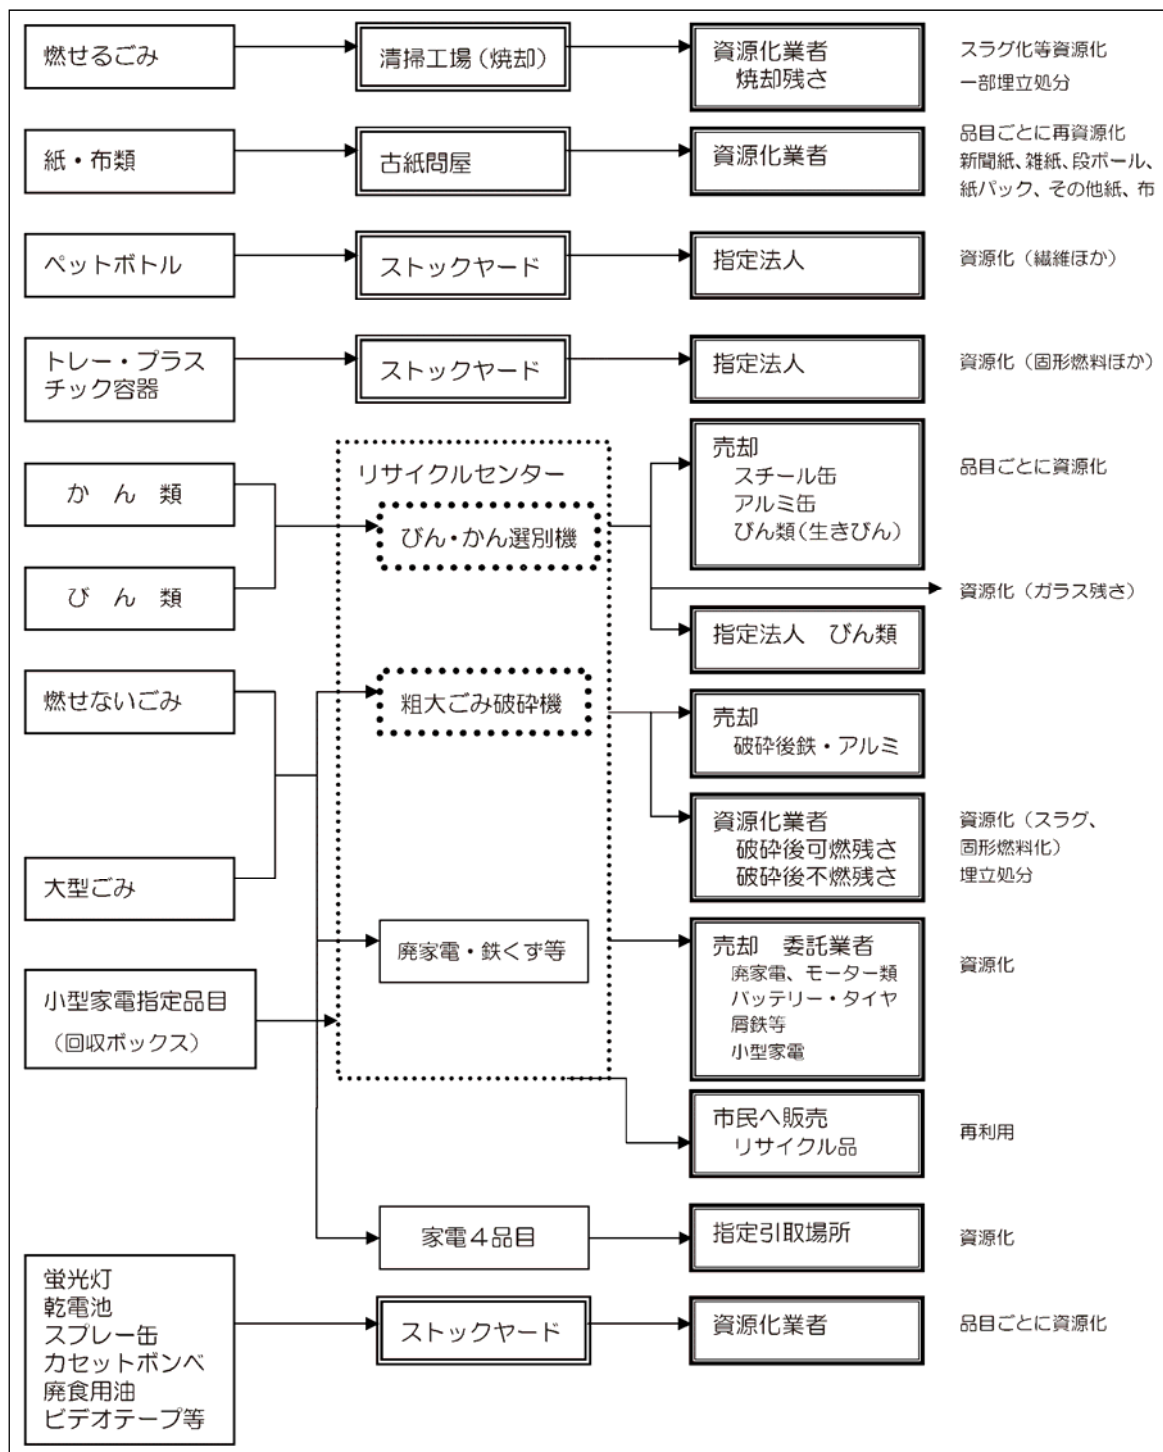 燃せるごみ
清掃工場(焼却)
資源化業者
焼却残さ
スラグ化等資源化
一部埋立処分
紙・布類
古紙問屋
資源化業者
品目ごとに再資源化
新聞紙、雑紙、段ボール、
紙パック、その他紙、布
ペットボトル
ストックヤード
指定法人
資源化(繊維ほか)
トレー・プラス
チック容器
ストックヤード
指定法人
資源化(固形燃料ほか)
かん類
びん類
リサイクルセンター
びん・かん選別機
売却
スチール缶
アルミ缶
びん類(生きびん)
品目ごとに資源化
資源化(ガラス残さ)
指定法人 びん類
燃せないごみ
大型ごみ
粗大ごみ破砕機
売却
破砕後鉄・アルミ
資源化業者
破砕後可燃残さ
破砕後不燃残さ
資源化(スラグ、
固形燃料化)
埋立処分
小型家電指定品目
(回収ボックス)
廃家電・鉄くず等
売却 委託業者
廃家電、モーター類
バッテリー・タイヤ
屑鉄等
小型家電
資源化
市民へ販売
リサイクル品
再利用
家電4品目
指定引取場所
資源化
蛍光灯
乾電池
スプレー缶
カセットボンベ
廃食用油
ビデオテープ等
ストックヤード
資源化業者
品目ごとに資源化